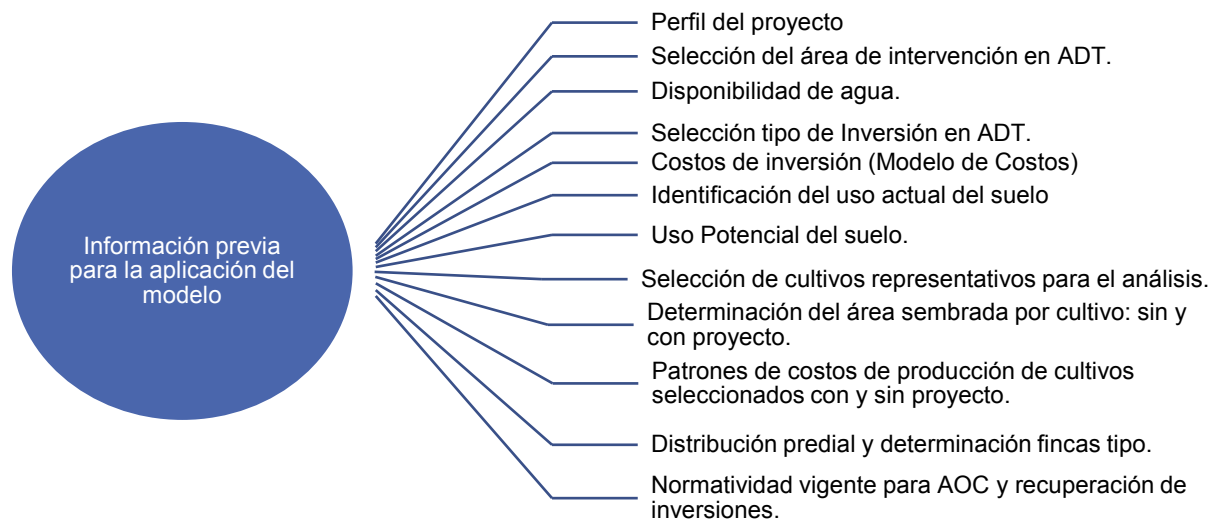 Información previa
para la aplicación del
modelo
Perfil del proyecto
Selección del área de intervención en ADT.
Disponibilidad de agua.
Selección tipo de Inversión en ADT.
Costos de inversión (Modelo de Costos)
Identificación del uso actual del suelo
Uso Potencial del suelo.
Selección de cultivos representativos para el análisis.
Determinación del área sembrada por cultivo: sin y
con proyecto.
Patrones de costos de producción de cultivos
seleccionados con y sin proyecto.
Distribución predial y determinación fincas tipo.
Normatividad vigente para AOC y recuperación de
inversiones.